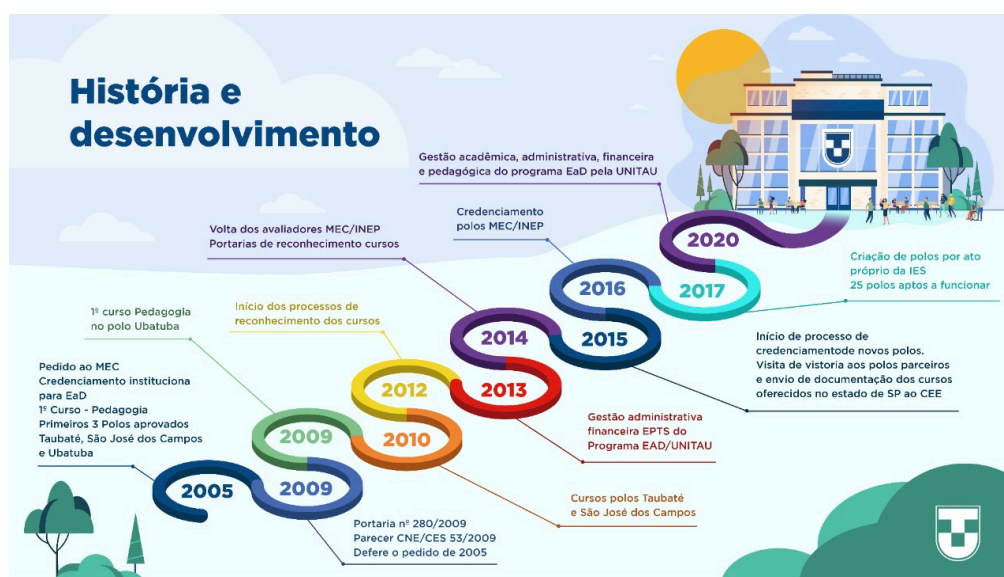 História e
desenvolvimento
Gestão acadêmica, administrativa, financeira
e pedagógica do programa EaD pela UNITAU
Credenciamento
polos MEC/INEP
Volta dos avaliadores MEC/INEP
Portarias de reconhecimento cursos
2020
Criação de polos por ato
próprio da IES
25 polos aptos a funcionar
2016
2017
Início dos processos de
reconhecimento dos cursos
1º curso Pedagogia
no polo Ubatuba
2014
2015
Início de processo de
credenciamentode novos polos.
Visita de vistoria aos polos parceiros
e envio de documentação dos cursos
oferecidos no estado de SP ao CEE
Pedido ao MEC
Credenciamento instituciona
para EaD
1º Curso - Pedagogia
Primeiros 3 Polos aprovados
Taubaté, São José dos Campos
e Ubatuba
2012
2013
Gestão administrativa
financeira EPTS do
Programa EAD/UNITAU
2009
2010
Cursos polos Taubaté
e São José dos Campos
2005
2009
Portaria nº 280/2009
Parecer CNE/CES 53/2009
Defere o pedido de 2005